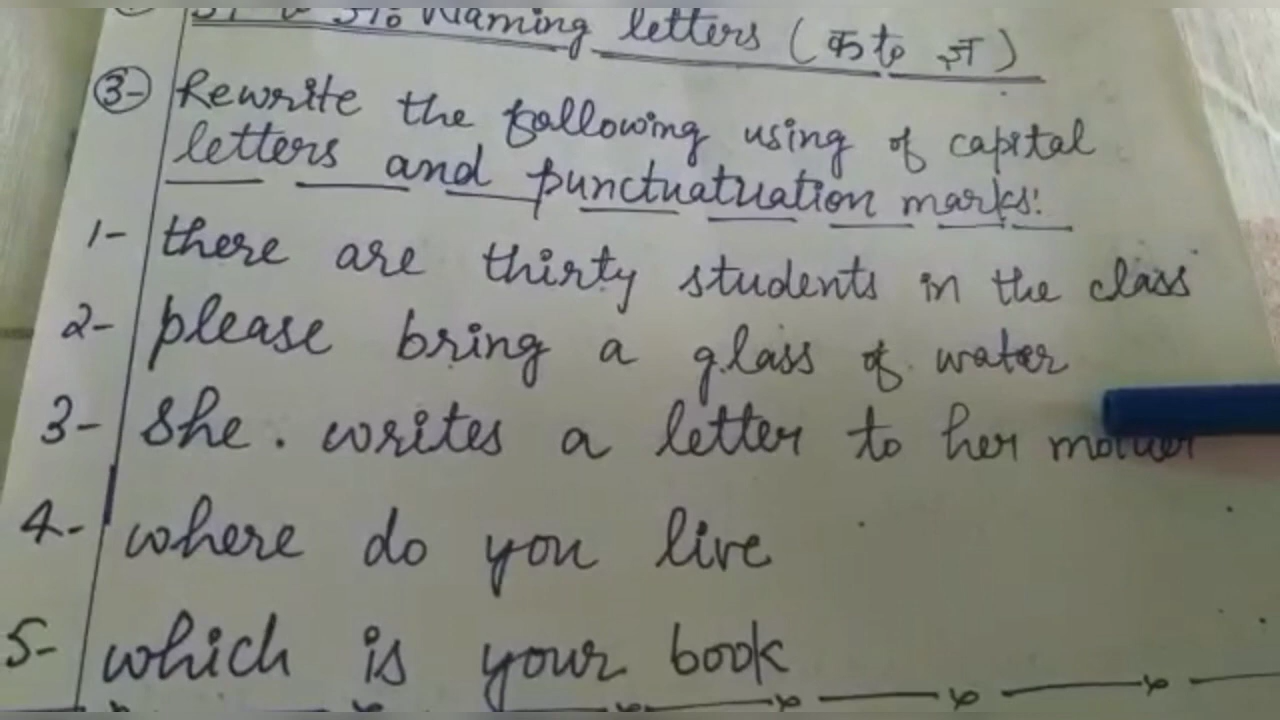 Naming letters (क से ज्ञ)
3- Rewrite the following using of capital
letters and punctuatuation marks:
1- there are thirty students in the class
2- please bring a glass of water
3- she. writes a letter to her mother
4- where do you live
5- which is your book